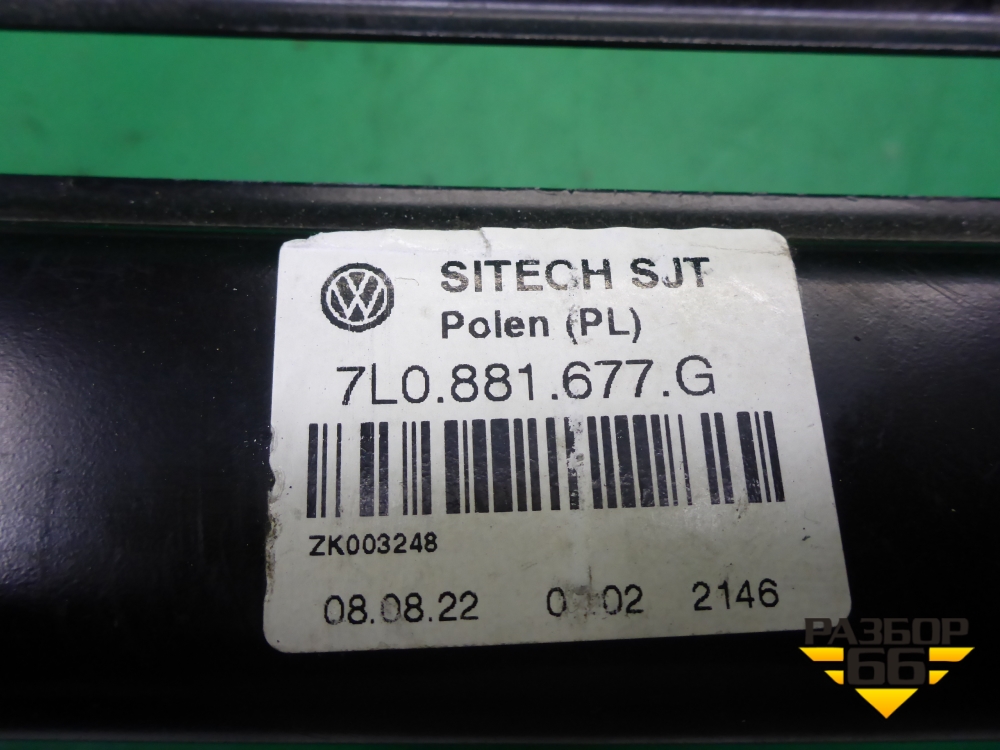 SITECH SJT
Polen (PL)
7L0.881.677.G
ZK003248
08.08.22 2146
РАЗБОР
66